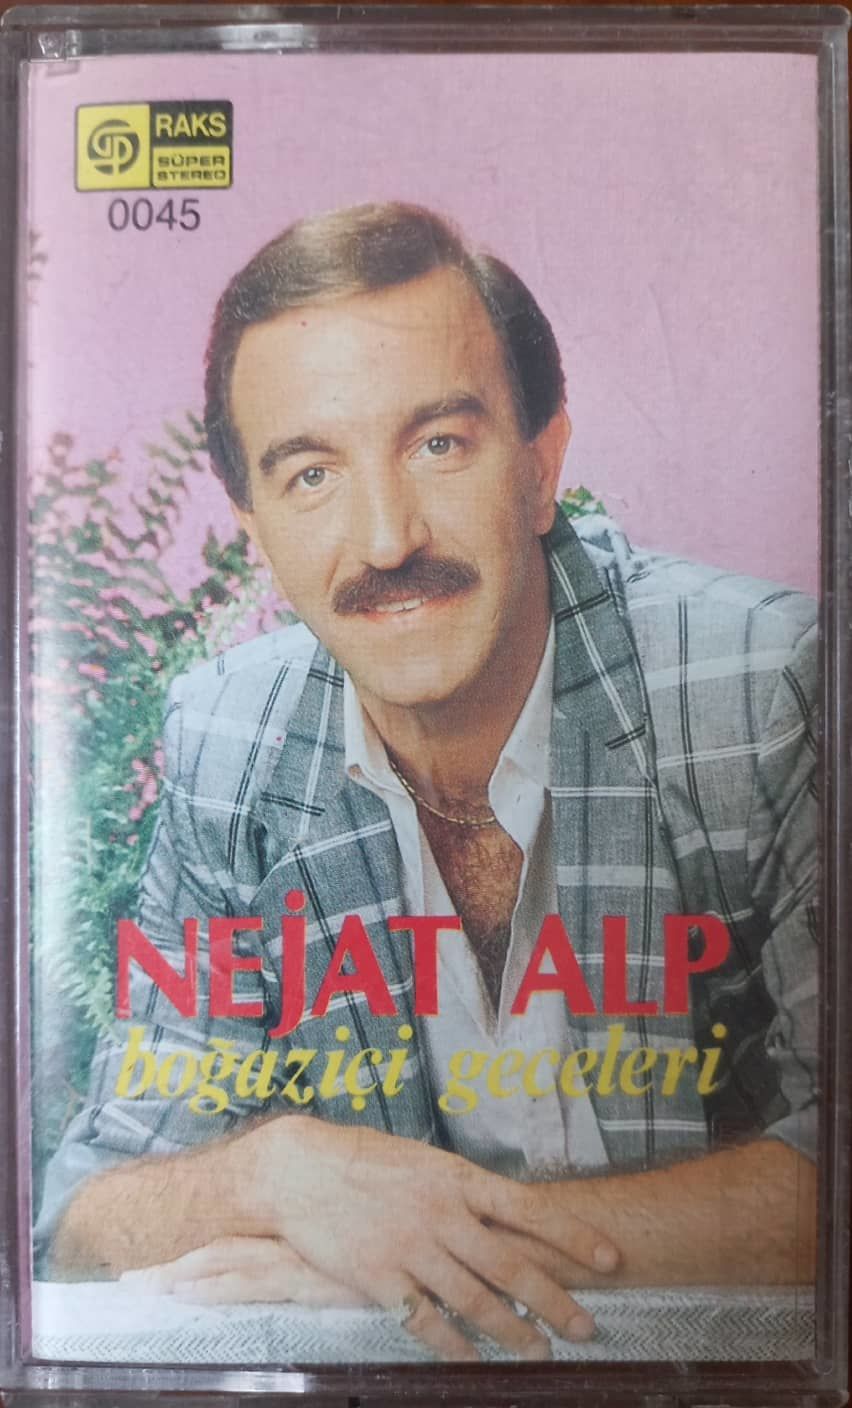 RAKS
SÜPER
STEREO
0045
NEJAT ALP
boğaziçi geceleri